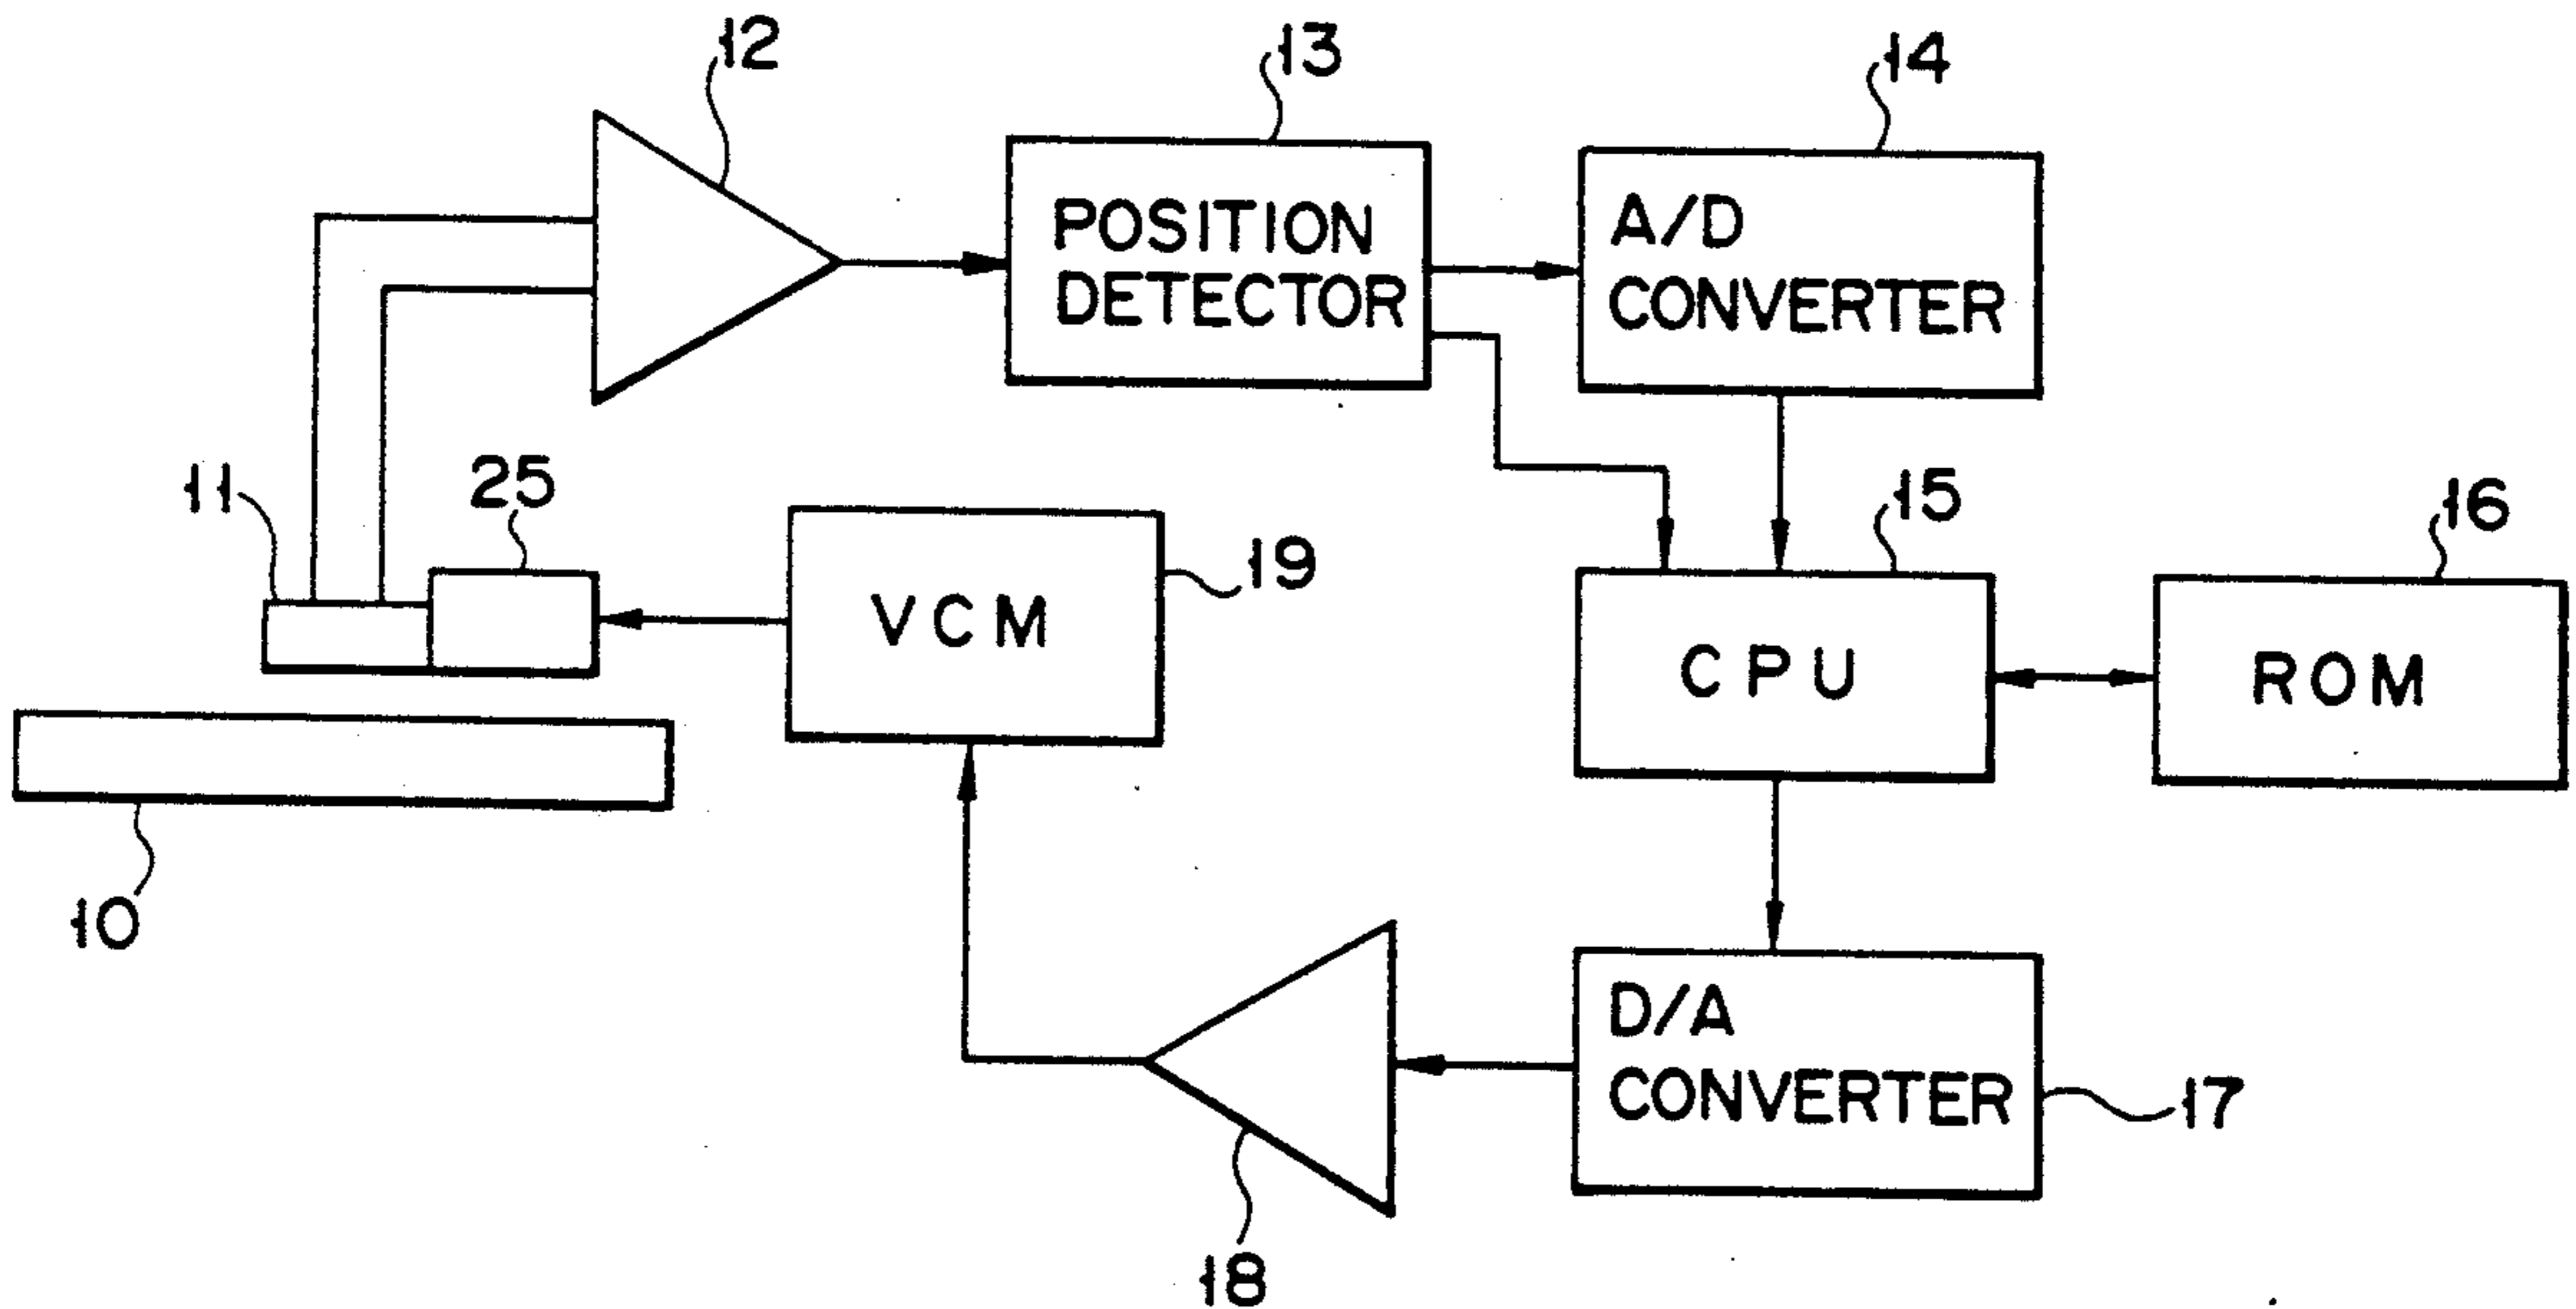 12
13
14
POSITION
DETECTOR
A/D
CONVERTER
11
25
19
15
16
VCM
CPU
ROM
10
D/A
CONVERTER
17
18